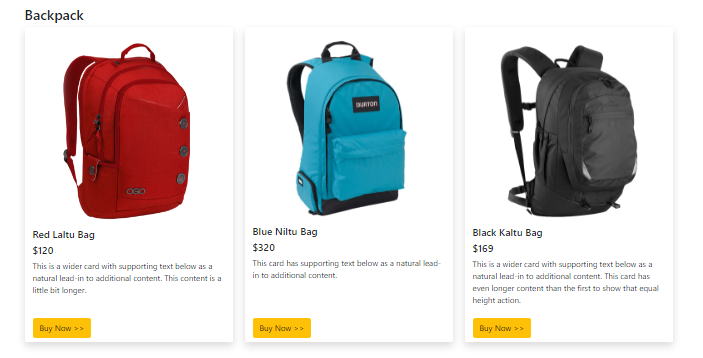 Backpack
OGIO
Red Laltu Bag
$120
This is a wider card with supporting text below as a
natural lead-in to additional content. This content is a
little bit longer.
Buy Now >>
BURTON
Blue Niltu Bag
$320
This card has supporting text below as a natural lead-
in to additional content.
Buy Now >>
Black Kaltu Bag
$169
This is a wider card with supporting text below as a
natural lead-in to additional content. This card has
even longer content than the first to show that equal
height action.
Buy Now >>